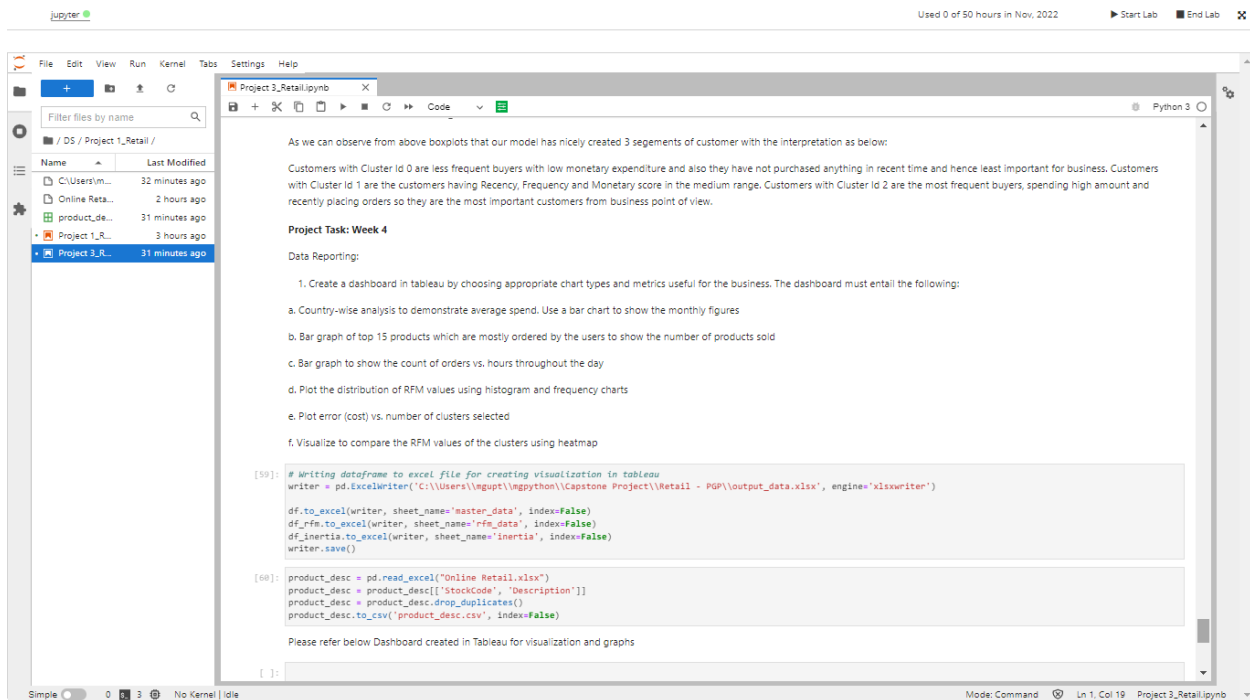 jupyter
Used 0 of 50 hours in Nov, 2022
Start Lab
End Lab
File Edit View Run Kernel Tabs Settings Help
Filter files by name
/ DS / Project 1_Retail /
Name Last Modified
C:\Users\m... 32 minutes ago
Online Reta... 2 hours ago
product_de... 31 minutes ago
Project 1_R... 3 hours ago
Project 3_R... 31 minutes ago
Project 3_Retail.ipynb
Code
Python 3
As we can observe from above boxplots that our model has nicely created 3 segements of customer with the interpretation as below:
Customers with Cluster Id 0 are less frequent buyers with low monetary expenditure and also they have not purchased anything in recent time and hence least important for business. Customers
with Cluster Id 1 are the customers having Recency, Frequency and Monetary score in the medium range. Customers with Cluster Id 2 are the most frequent buyers, spending high amount and
recently placing orders so they are the most important customers from business point of view.
Project Task: Week 4
Data Reporting:
1. Create a dashboard in tableau by choosing appropriate chart types and metrics useful for the business. The dashboard must entail the following:
a. Country-wise analysis to demonstrate average spend. Use a bar chart to show the monthly figures
b. Bar graph of top 15 products which are mostly ordered by the users to show the number of products sold
c. Bar graph to show the count of orders vs. hours throughout the day
d. Plot the distribution of RFM values using histogram and frequency charts
e. Plot error (cost) vs. number of clusters selected
f. Visualize to compare the RFM values of the clusters using heatmap
[59]: # Writing dataframe to excel file for creating visualization in tableau
writer = pd.ExcelWriter('C:\\Users\\mgupt\\mgpython\\Capstone Project\\Retail - PGP\\output_data.xlsx', engine='xlsxwriter')
df.to_excel(writer, sheet_name='master_data', index=False)
df_rfm.to_excel(writer, sheet_name='rfm_data', index=False)
df_inertia.to_excel(writer, sheet_name='inertia', index=False)
writer.save()
[60]: product_desc = pd.read_excel("Online Retail.xlsx")
product_desc = product_desc[['StockCode', 'Description']]
product_desc = product_desc.drop_duplicates()
product_desc.to_csv('product_desc.csv', index=False)
Please refer below Dashboard created in Tableau for visualization and graphs
[ ]:
Simple 0 3 No Kernel | Idle
Mode: Command Ln 1, Col 19 Project 3_Retail.ipynb